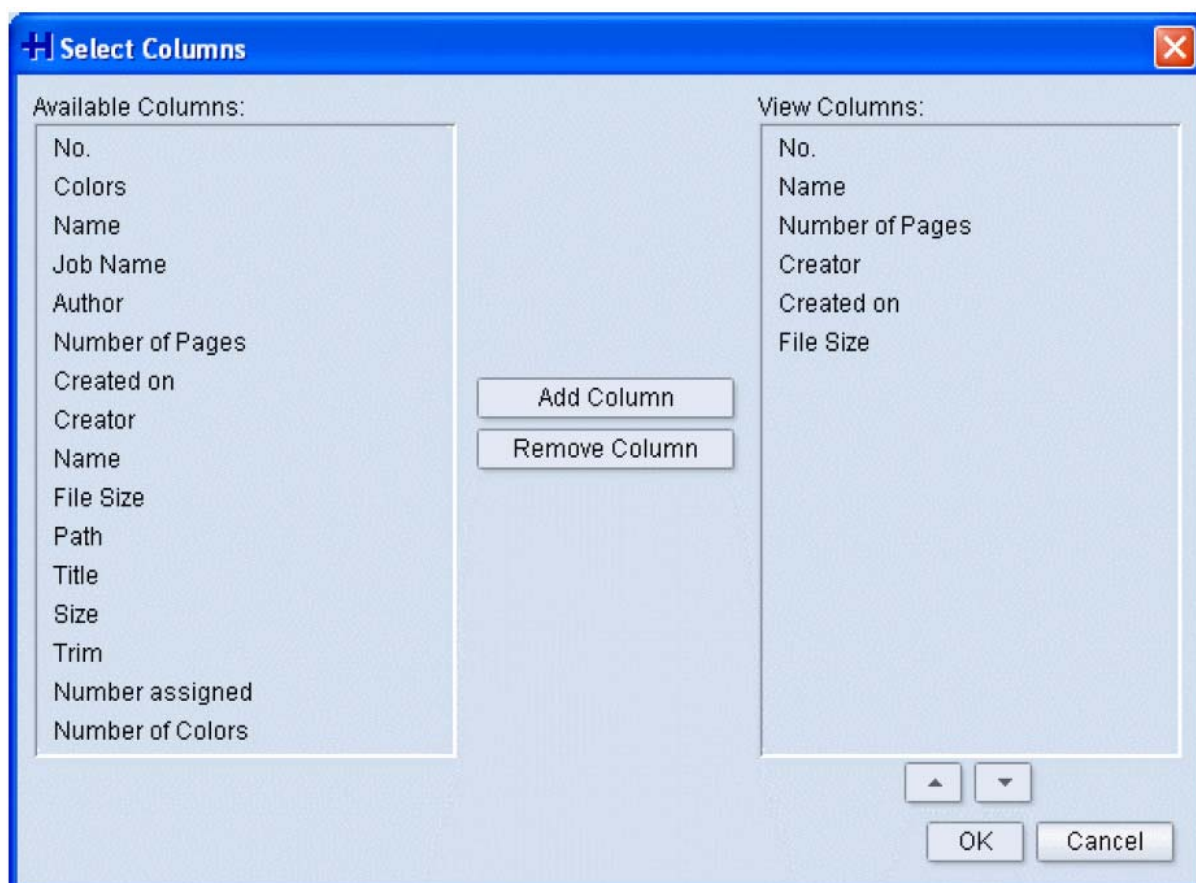 Select Columns
Available Columns:
No.
Colors
Name
Job Name
Author
Number of Pages
Created on
Creator
Name
File Size
Path
Title
Size
Trim
Number assigned
Number of Colors
Add Column
Remove Column
View Columns:
No.
Name
Number of Pages
Creator
Created on
File Size
OK
Cancel